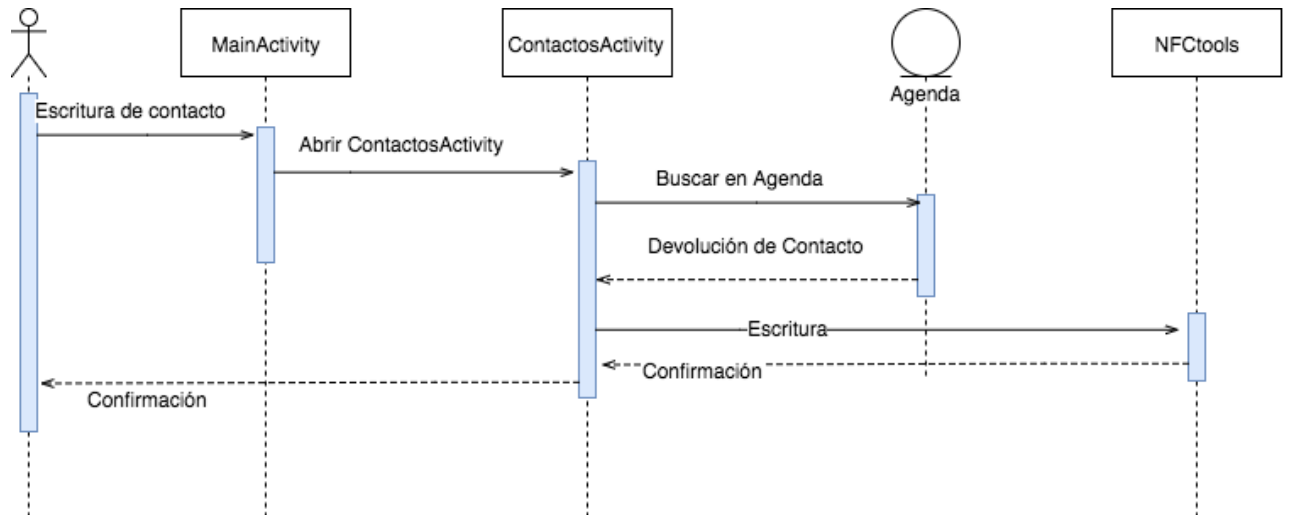 MainActivity
ContactosActivity
Agenda
NFCtools
Escritura de contacto
Abrir ContactosActivity
Buscar en Agenda
Devolución de Contacto
Escritura
Confirmación
Confirmación